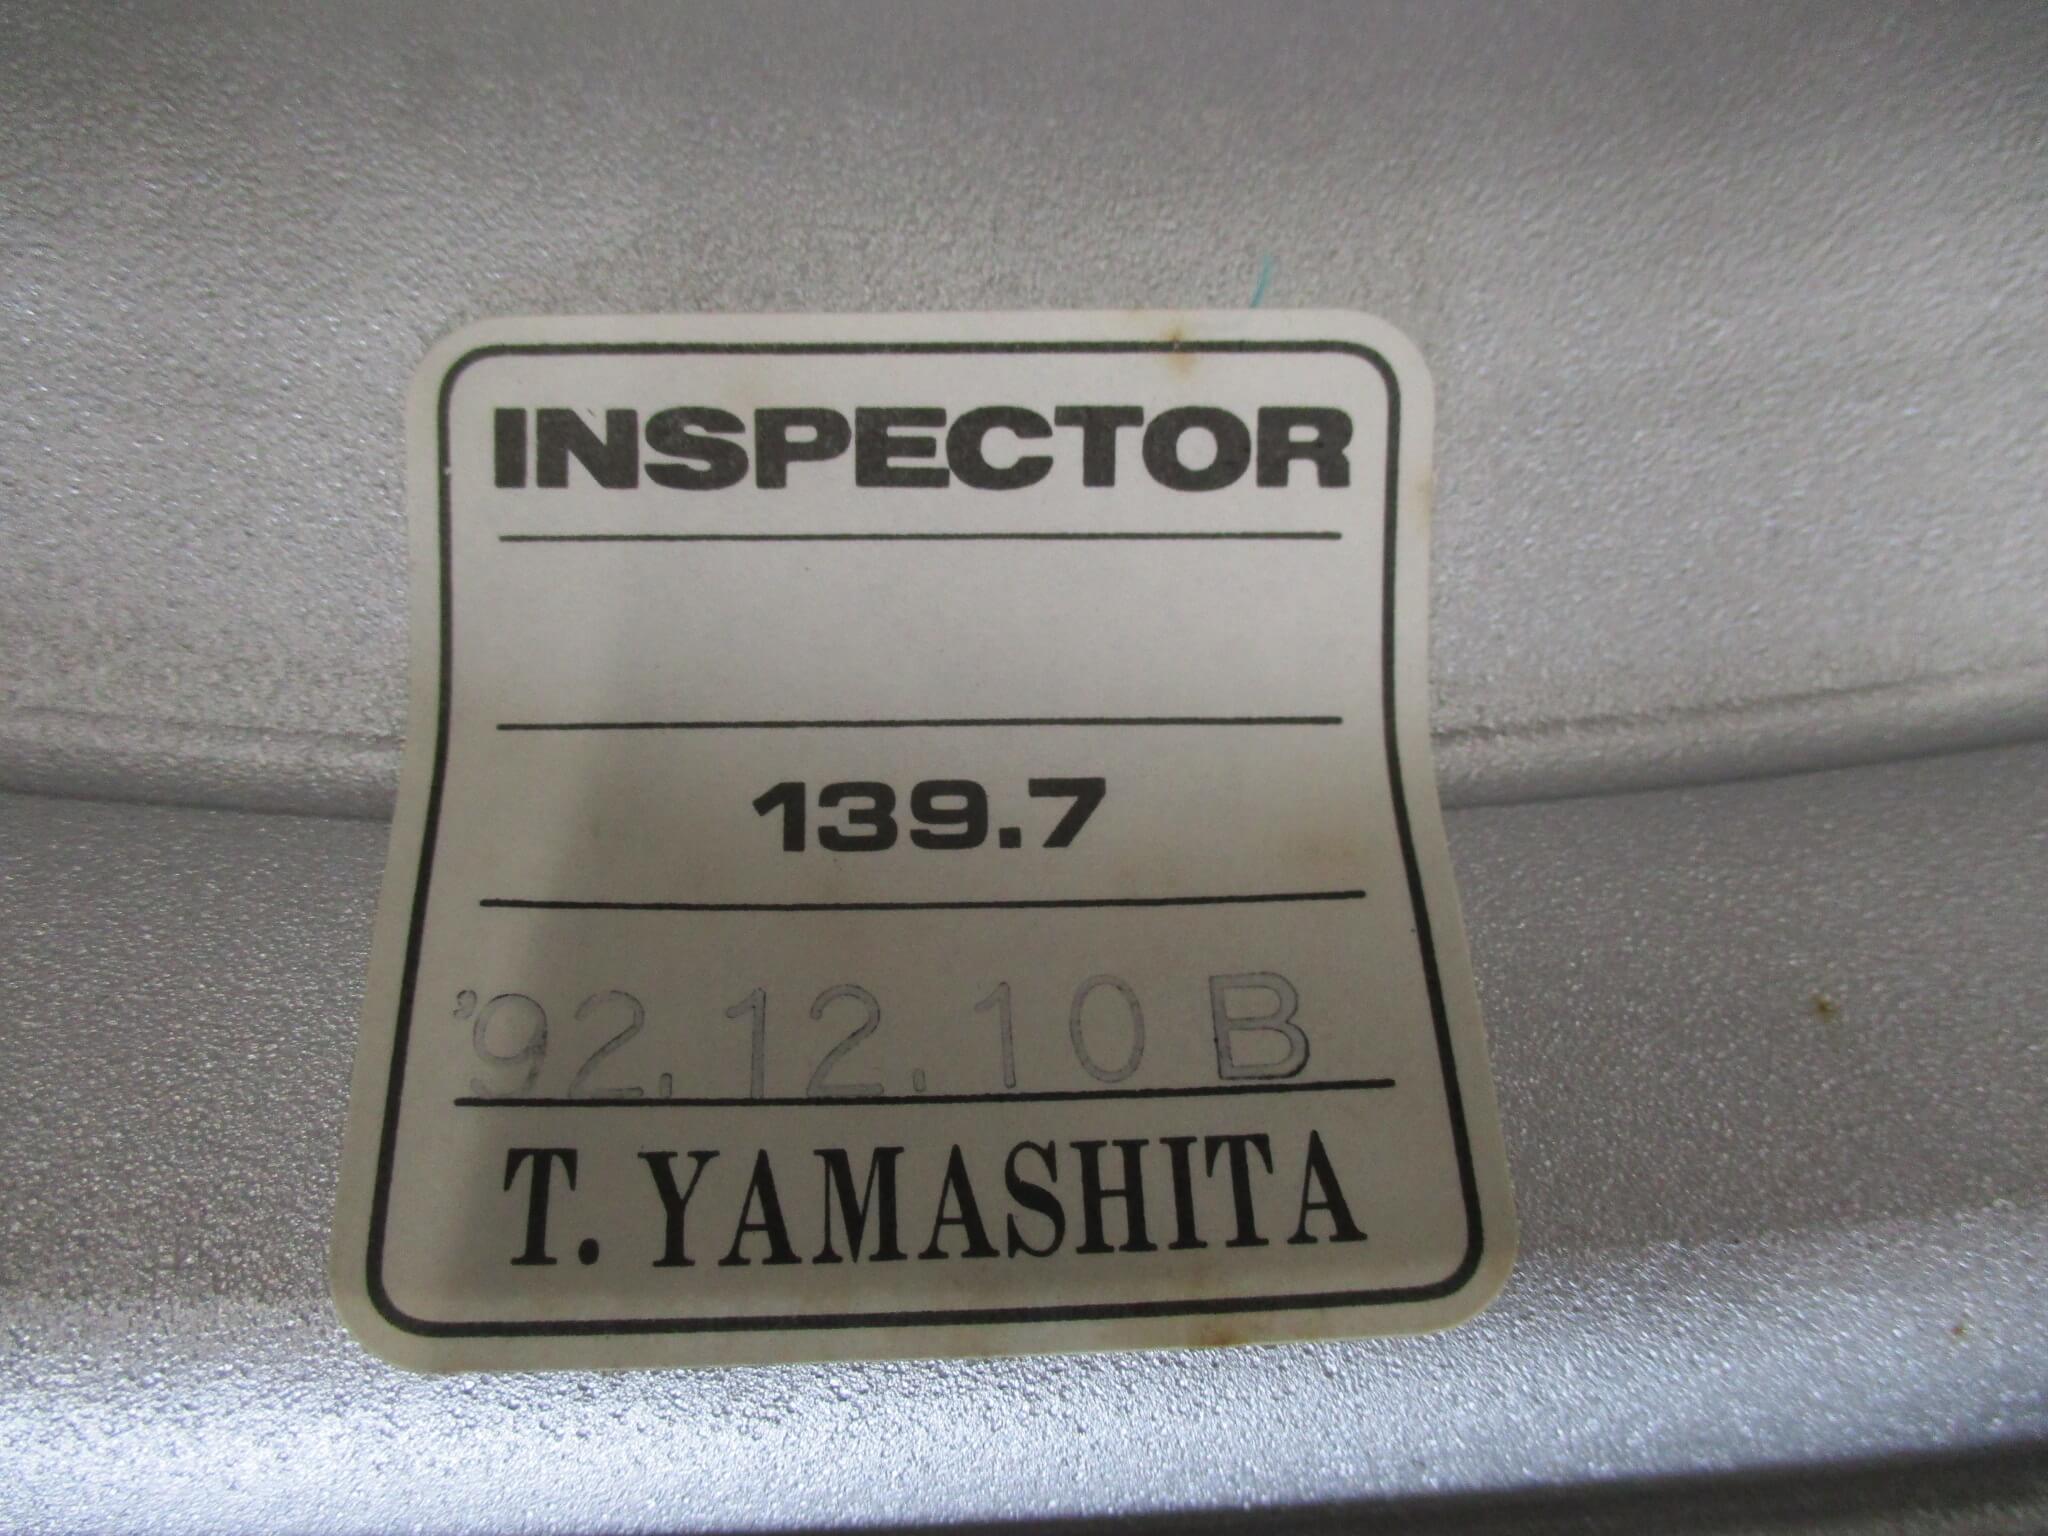 INSPECTOR
139.7
'92.12.10 B
T. YAMASHITA